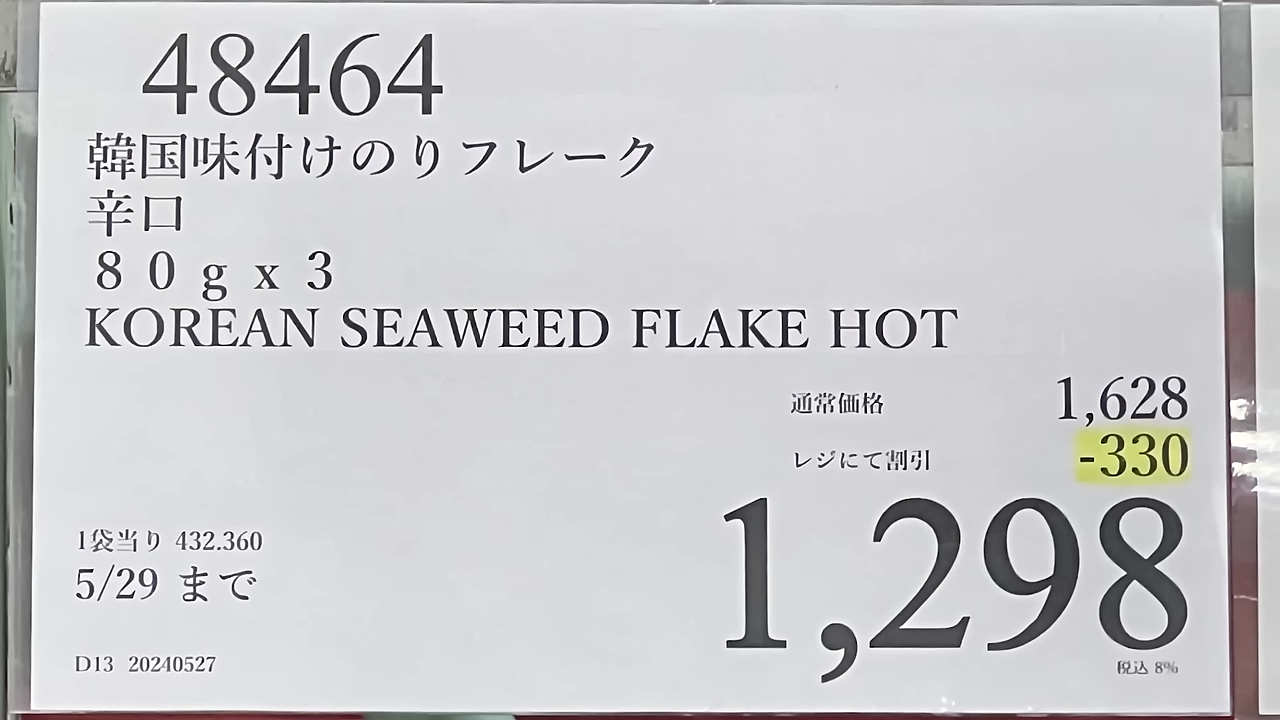 48464
韓国味付けのりフレーク
辛口
８０ｇｘ３
KOREAN SEAWEED FLAKE HOT
通常価格 1,628
レジにて割引 -330
1,298
1袋当り 432.360
5/29 まで
D13 20240527
税込 8%